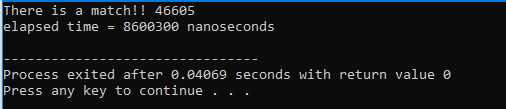 There is a match!! 46605
elapsed time = 8600300 nanoseconds
--------------------------------
Process exited after 0.04069 seconds with return value 0
Press any key to continue . . .